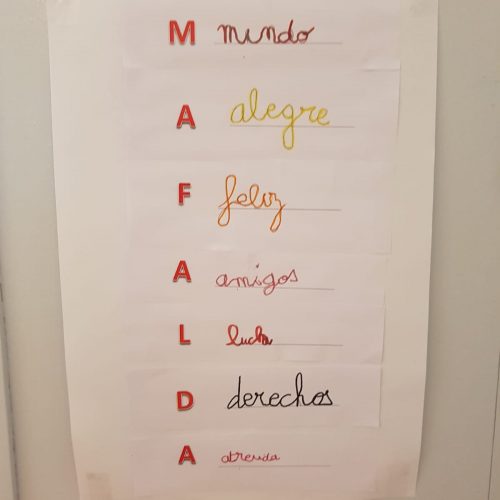 M mundo
A alegre
F feliz
A amigos
L lucha
D derechos
A atrevida